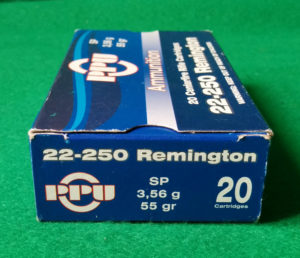 SP
3,56 g
55 gr
PPU
Ammunition
20 Centerfire Rifle Cartridges
22-250 Remington
22-250 Remington
PPU
SP
3,56 g
55 gr
20
Cartridges